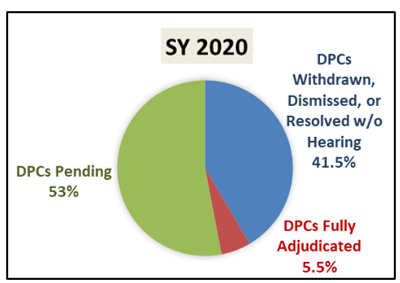 SY 2020
DPCs
Withdrawn,
Dismissed, or
Resolved w/o
Hearing
41.5%
DPCs Pending
53%
DPCs Fully
Adjudicated
5.5%